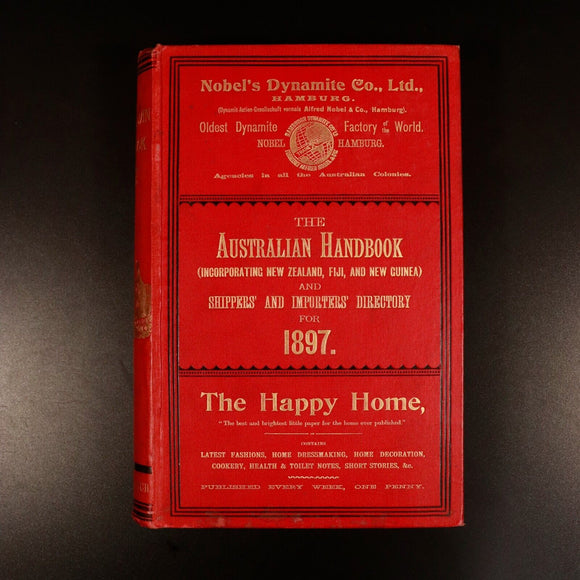 Nobel's Dynamite Co., Ltd.,
HAMBURG.
(Dynamit Action-Gesellschaft vormals Alfred Nobel & Co., Hamburg).
Oldest Dynamite Factory of the World.
NOBEL HAMBURG.
Agencies in all the Australian Colonies.
THE
AUSTRALIAN HANDBOOK
(INCORPORATING NEW ZEALAND, FIJI, AND NEW GUINEA)
AND
SHIPPERS' AND IMPORTERS' DIRECTORY
FOR
1897.
The Happy Home,
"The best and brightest little paper for the home ever published."
CONTAINS
LATEST FASHIONS, HOME DRESSMAKING, HOME DECORATION,
COOKERY, HEALTH & TOILET NOTES, SHORT STORIES, &c.
PUBLISHED EVERY WEEK, ONE PENNY.